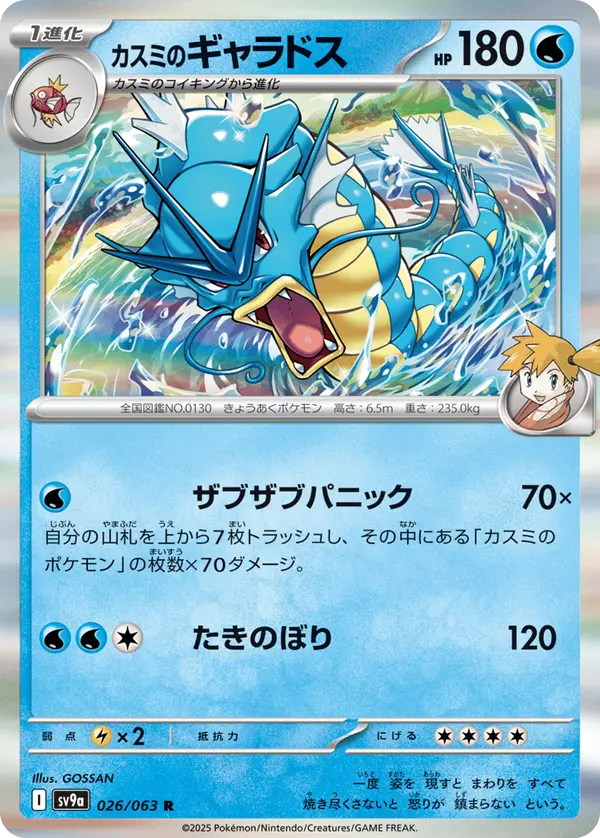 1進化
カスミのギャラドス HP 180
カスミのコイキングから進化
全国図鑑NO.0130 きょうあくポケモン 高さ:6.5m 重さ:235.0kg
ザブザブパニック 70×
自分の山札を上から7枚トラッシュし、その中にある「カスミの
ポケモン」の枚数×70ダメージ。
たきのぼり 120
弱点 ×2 抵抗力 にげる
Illus. GOSSAN
I sv9a 026/063 R
一度 姿を 現すと まわりを すべて
焼き尽くさないと 怒りが 鎮まらない という。
©2025 Pokémon/Nintendo/Creatures/GAME FREAK.